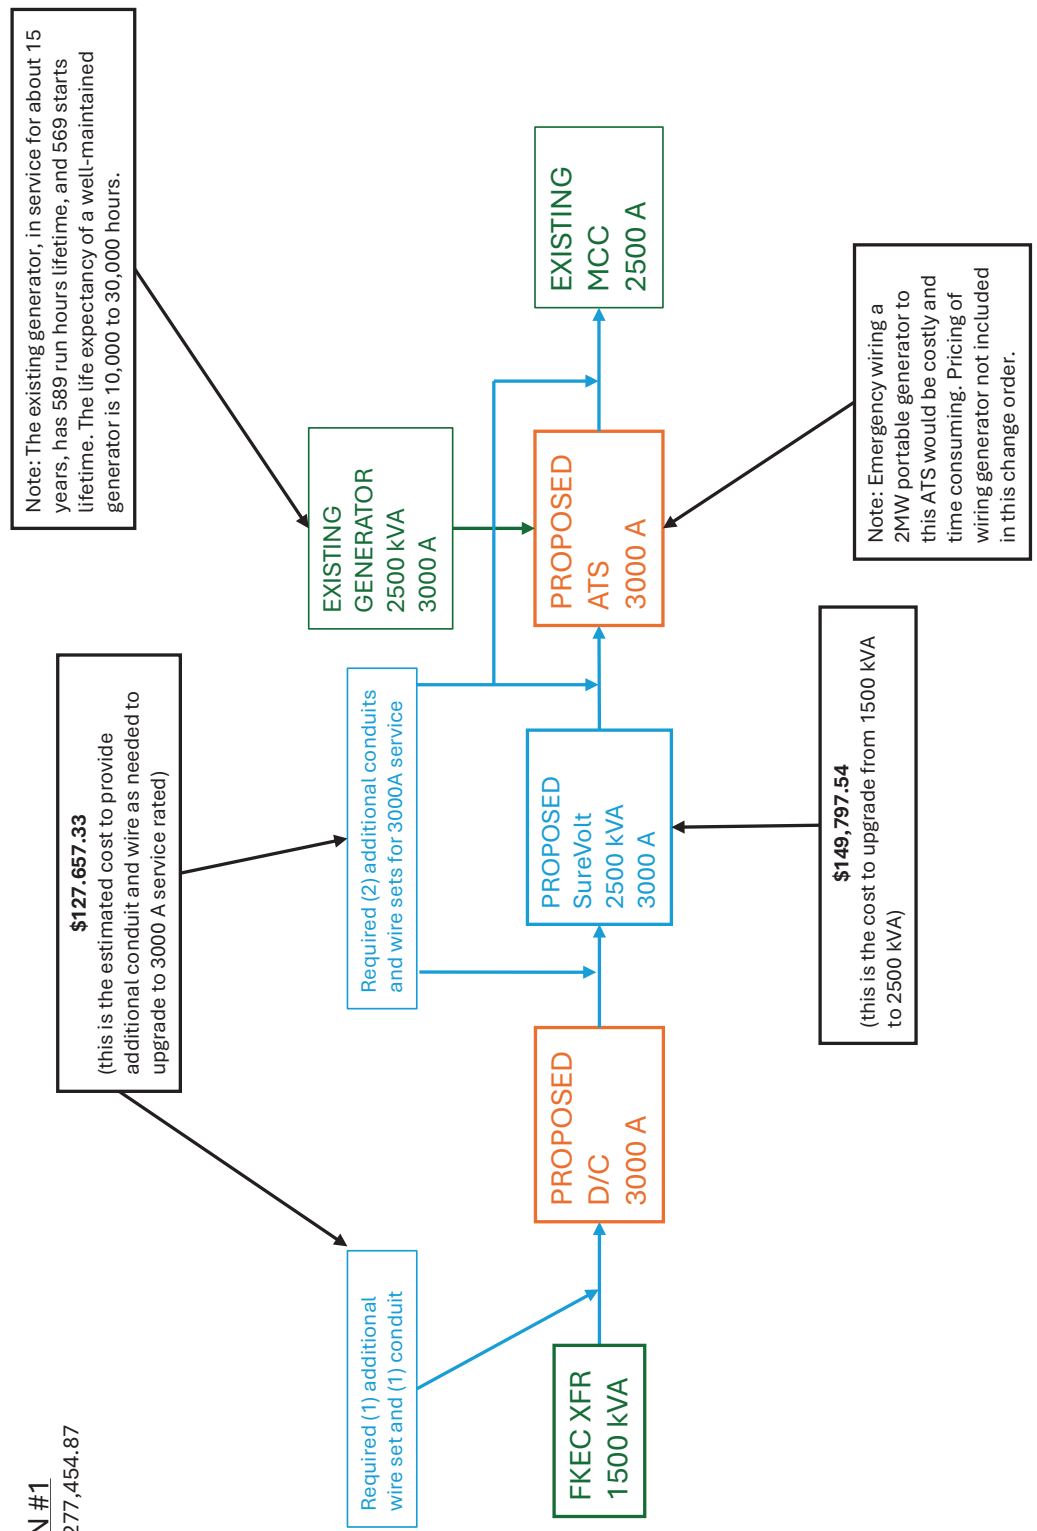 N #1
277,454.87
$127.657.33
(this is the estimated cost to provide
additional conduit and wire as needed to
upgrade to 3000 A service rated)
Note: The existing generator, in service for about 15
years, has 589 run hours lifetime, and 569 starts
lifetime. The life expectancy of a well-maintained
generator is 10,000 to 30,000 hours.
Required (1) additional
wire set and (1) conduit
Required (2) additional conduits
and wire sets for 3000A service
EXISTING
GENERATOR
2500 kVA
3000 A
FKEC XFR
1500 kVA
PROPOSED
D/C
3000 A
PROPOSED
SureVolt
2500 kVA
3000 A
PROPOSED
ATS
3000 A
EXISTING
MCC
2500 A
$149,797.54
(this is the cost to upgrade from 1500 kVA
to 2500 kVA)
Note: Emergency wiring a
2MW portable generator to
this ATS would be costly and
time consuming. Pricing of
wiring generator not included
in this change order.